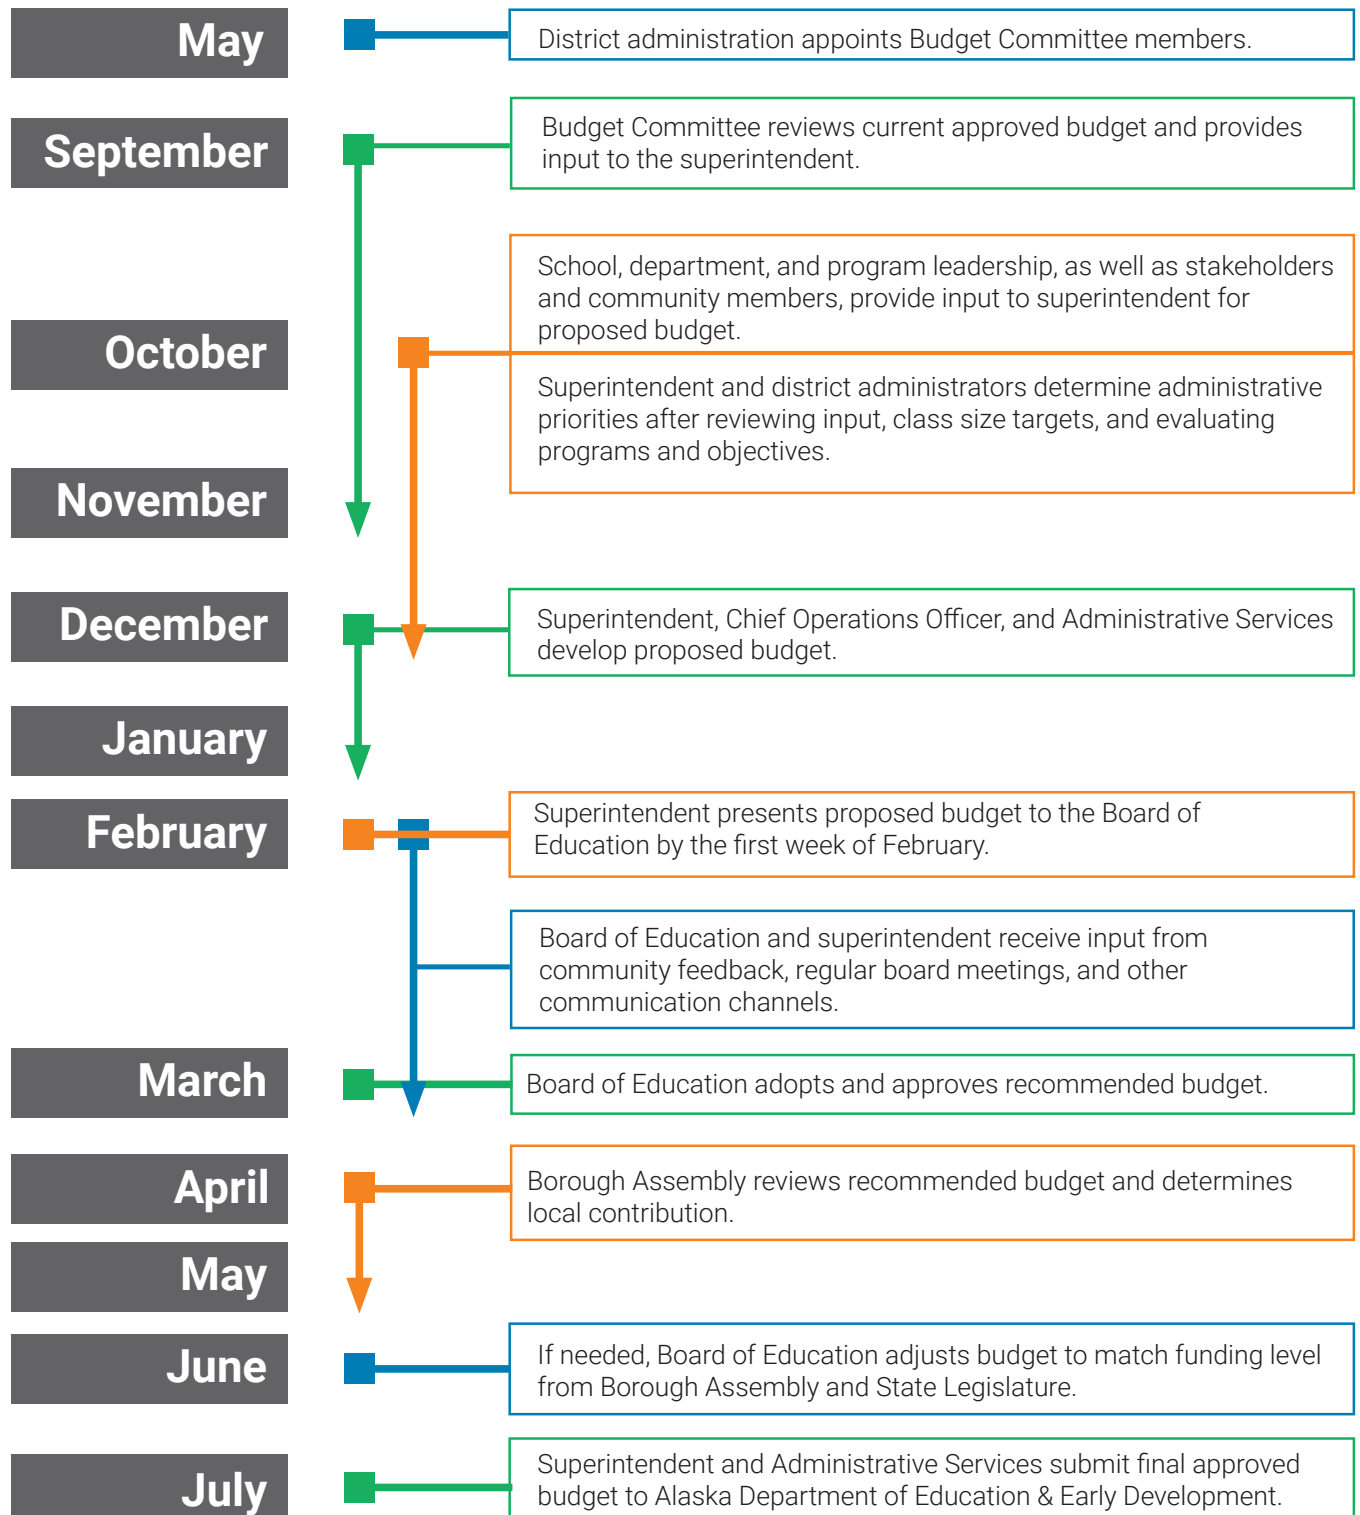 May
District administration appoints Budget Committee members.
September
Budget Committee reviews current approved budget and provides
input to the superintendent.
October
School, department, and program leadership, as well as stakeholders
and community members, provide input to superintendent for
proposed budget.
Superintendent and district administrators determine administrative
priorities after reviewing input, class size targets, and evaluating
programs and objectives.
November
December
Superintendent, Chief Operations Officer, and Administrative Services
develop proposed budget.
January
February
Superintendent presents proposed budget to the Board of
Education by the first week of February.
Board of Education and superintendent receive input from
community feedback, regular board meetings, and other
communication channels.
March
Board of Education adopts and approves recommended budget.
April
Borough Assembly reviews recommended budget and determines
local contribution.
May
June
If needed, Board of Education adjusts budget to match funding level
from Borough Assembly and State Legislature.
July
Superintendent and Administrative Services submit final approved
budget to Alaska Department of Education & Early Development.